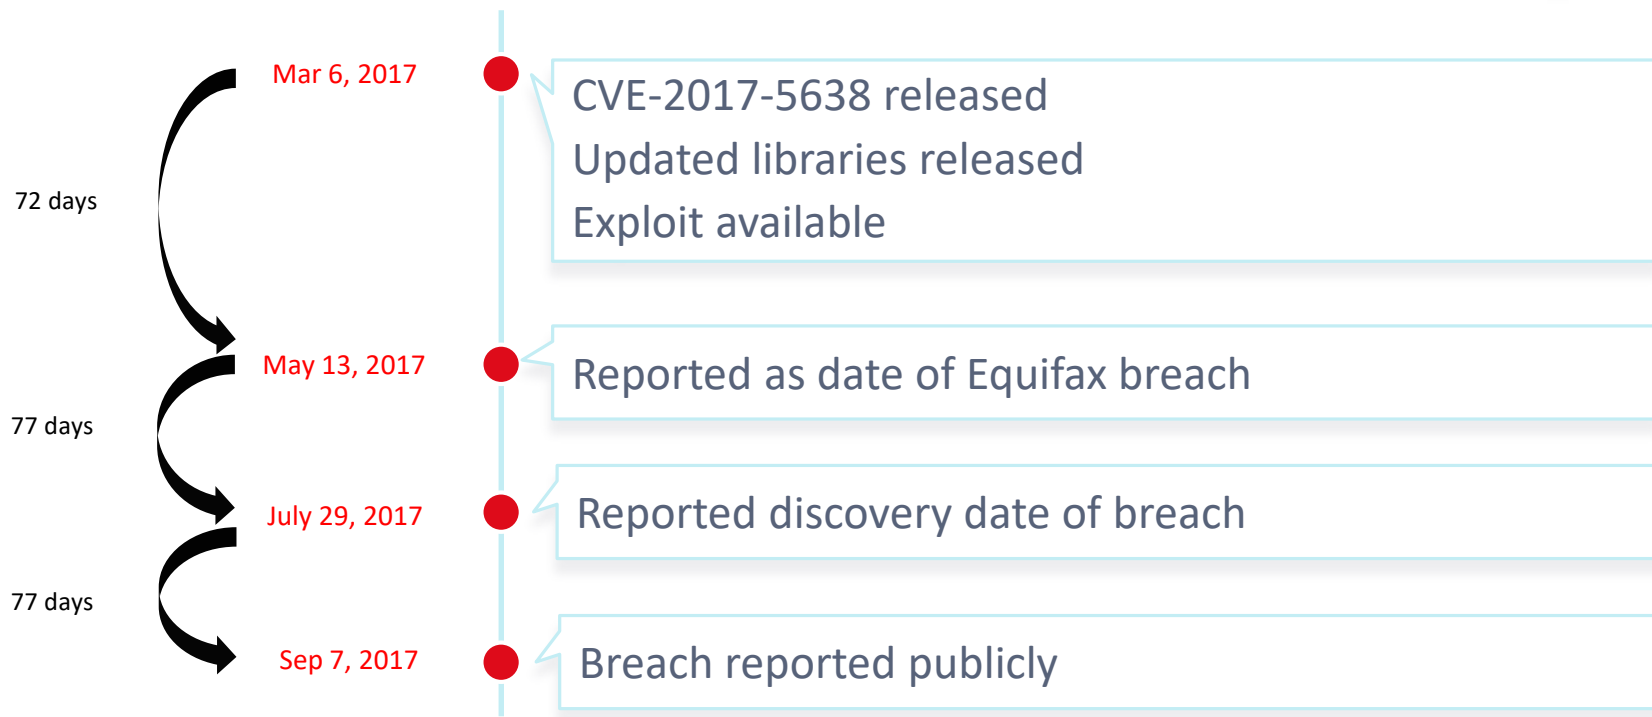 Mar 6, 2017
CVE-2017-5638 released
Updated libraries released
Exploit available
72 days
May 13, 2017
Reported as date of Equifax breach
77 days
July 29, 2017
Reported discovery date of breach
77 days
Sep 7, 2017
Breach reported publicly